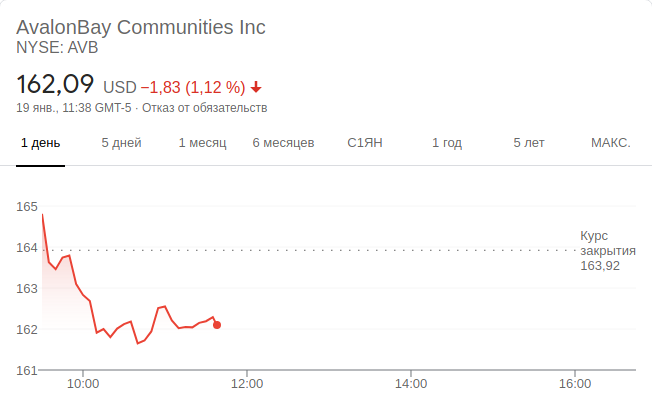 AvalonBay Communities Inc
NYSE: AVB
162,09 USD −1,83 (1,12 %)
19 янв., 11:38 GMT-5 · Отказ от обязательств
1 день 5 дней 1 месяц 6 месяцев С1ЯН 1 год 5 лет МАКС.
165
Курс
164
закрытия
163,92
163
162
161
10:00 12:00 14:00 16:00